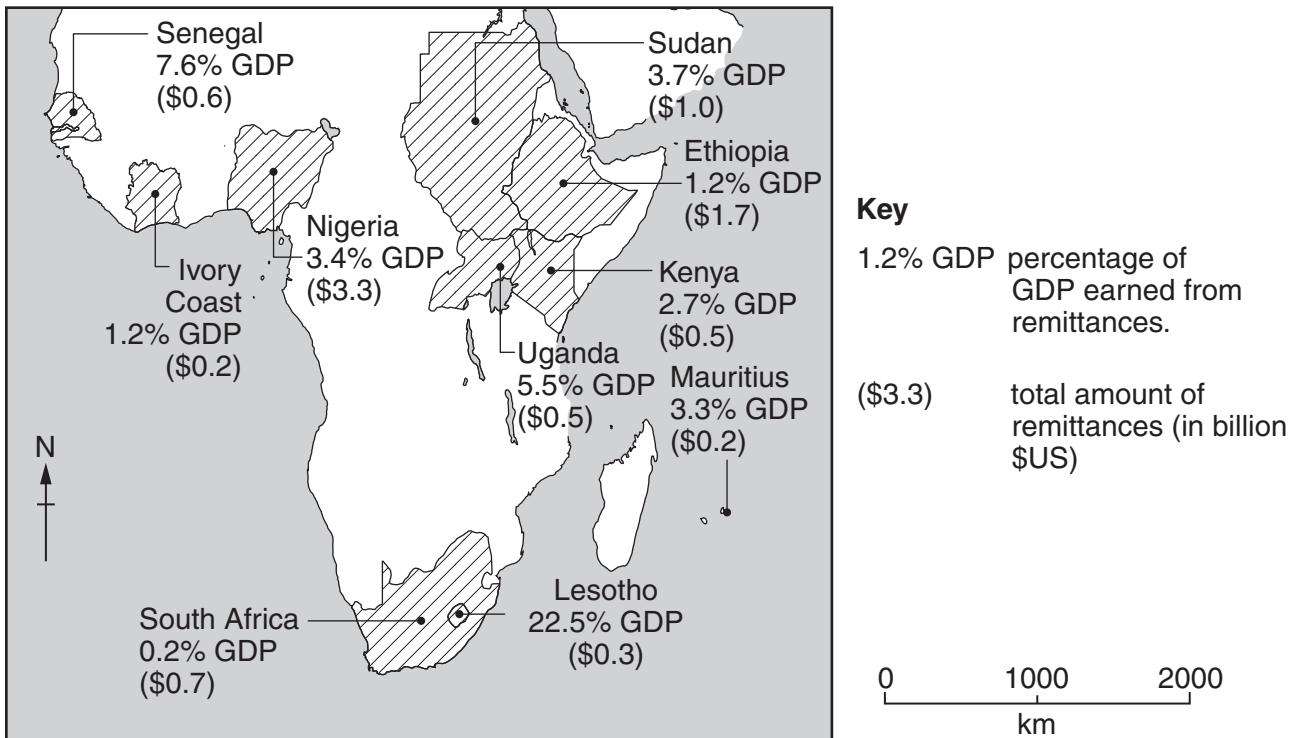 Senegal
7.6% GDP
($0.6)
Sudan
3.7% GDP
($1.0)
Ethiopia
1.2% GDP
($1.7)
Nigeria
3.4% GDP
($3.3)
Ivory
Coast
1.2% GDP
($0.2)
Kenya
2.7% GDP
($0.5)
Uganda
5.5% GDP
($0.5)
Mauritius
3.3% GDP
($0.2)
N
South Africa
0.2% GDP
($0.7)
Lesotho
22.5% GDP
($0.3)
Key
1.2% GDP percentage of
GDP earned from
remittances.
($3.3) total amount of
remittances (in billion
$US)
0 1000 2000
km